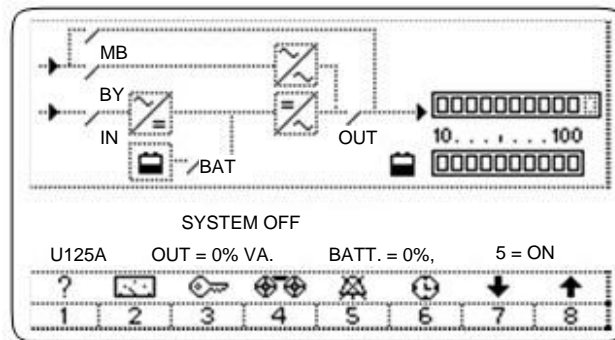 MB
BY
IN
OUT
BAT
10 . . . ı . . . 100
SYSTEM OFF
U125A OUT = 0% VA. BATT. = 0%, 5 = ON
?
1 2 3 4 5 6 7 8